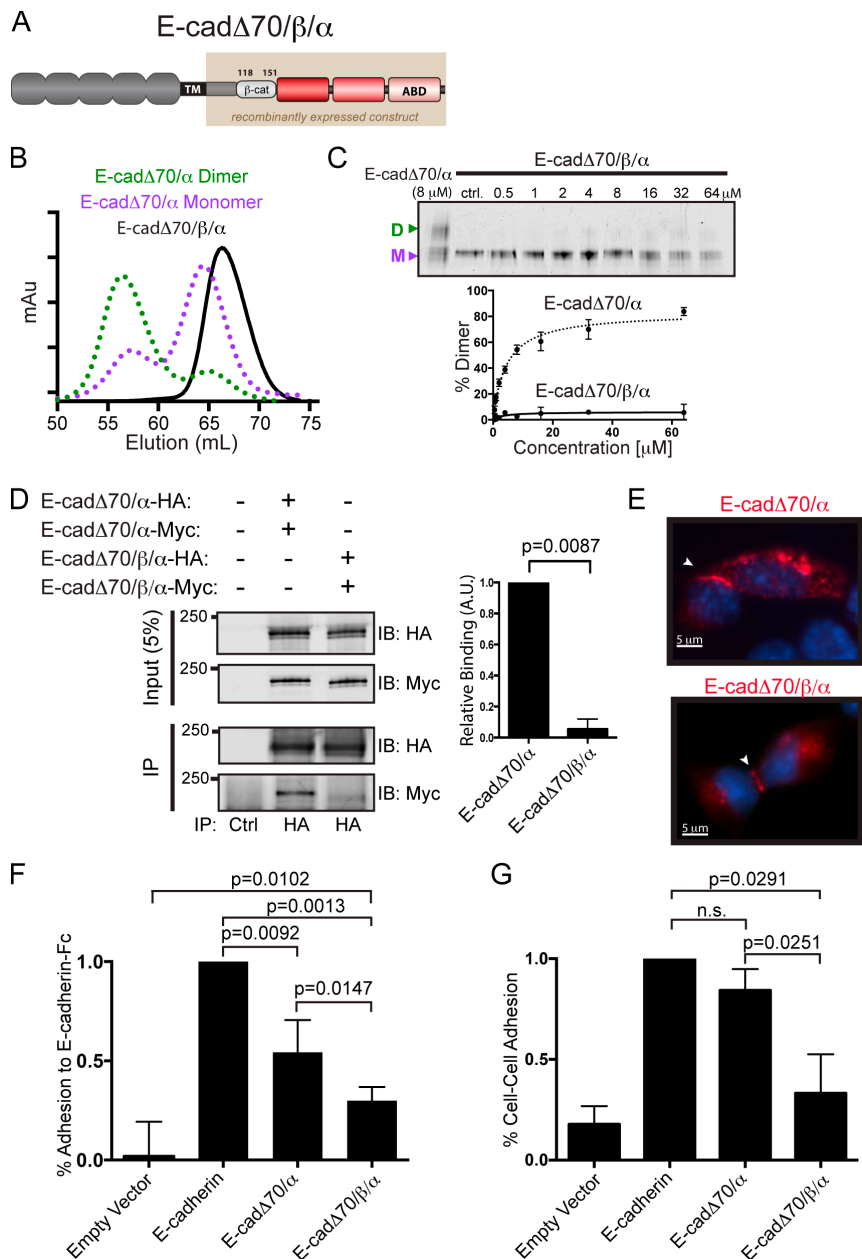 A
E-cadΔ70/β/α
118 151
TM
β-cat
ABD
recombinantly expressed construct
B
E-cadΔ70/α Dimer
E-cadΔ70/α Monomer
E-cadΔ70/β/α
mAu
50 55 60 65 70 75
Elution (mL)
C
E-cadΔ70/α
(8 μM)
E-cadΔ70/β/α
ctrl. 0.5 1 2 4 8 16 32 64 μM
D
M
E-cadΔ70/α
E-cadΔ70/β/α
% Dimer
100
80
60
40
20
0
0 20 40 60
Concentration [μM]
D
E-cadΔ70/α-HA: - + -
E-cadΔ70/α-Myc: - + -
E-cadΔ70/β/α-HA: - - +
E-cadΔ70/β/α-Myc: - - +
Input (5%)
250
IB: HA
250
IB: Myc
IP
250
IB: HA
250
IB: Myc
IP: Ctrl HA HA
p=0.0087
Relative Binding (A.U.)
1.0
0.8
0.6
0.4
0.2
0.0
E-cadΔ70/α
E-cadΔ70/β/α
E
E-cadΔ70/α
5 μm
E-cadΔ70/β/α
5 μm
F
p=0.0102
p=0.0013
p=0.0092
p=0.0147
% Adhesion to E-cadherin-Fc
1.0
0.5
0.0
Empty Vector
E-cadherin
E-cadΔ70/α
E-cadΔ70/β/α
G
p=0.0291
n.s.
p=0.0251
% Cell-Cell Adhesion
1.0
0.5
0.0
Empty Vector
E-cadherin
E-cadΔ70/α
E-cadΔ70/β/α